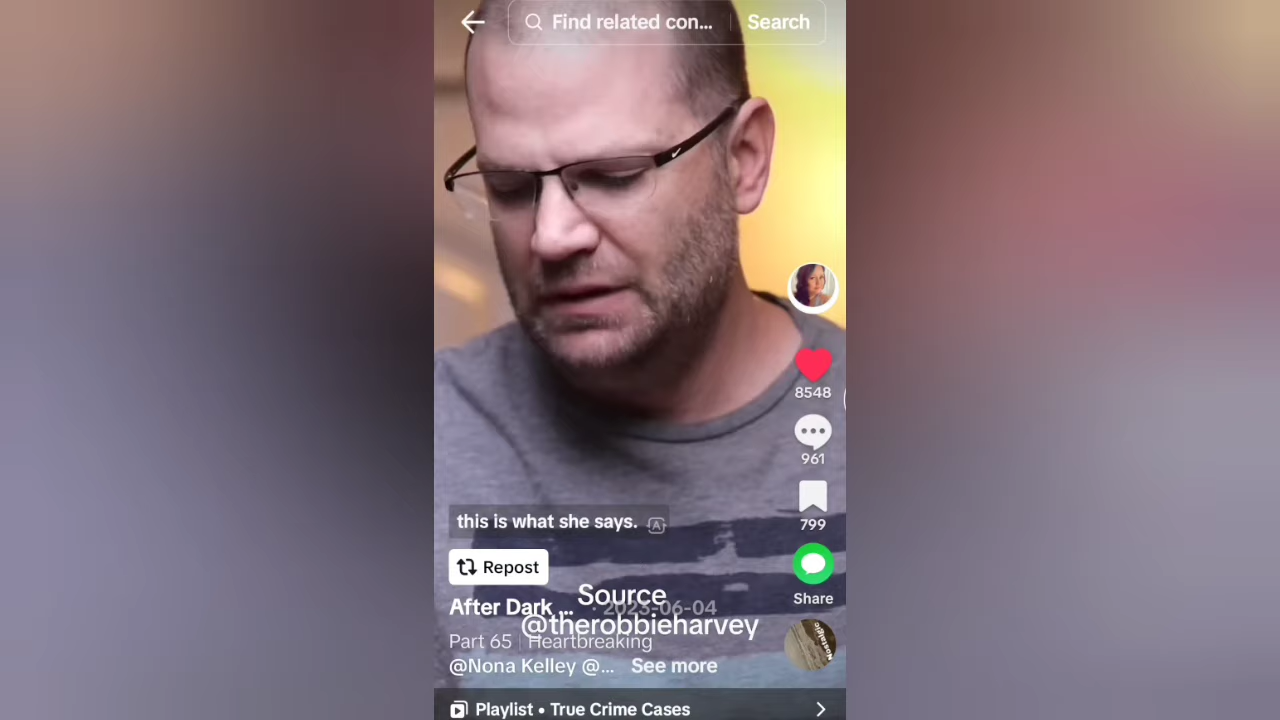 Find related con... Search
8548
961
this is what she says. A
799
Repost
Source
After Dark ... · 2023-06-04
@therobbieharvey
Share
Part 65 | Heartbreaking
Nostalgic
@Nona Kelley @... See more
Playlist • True Crime Cases